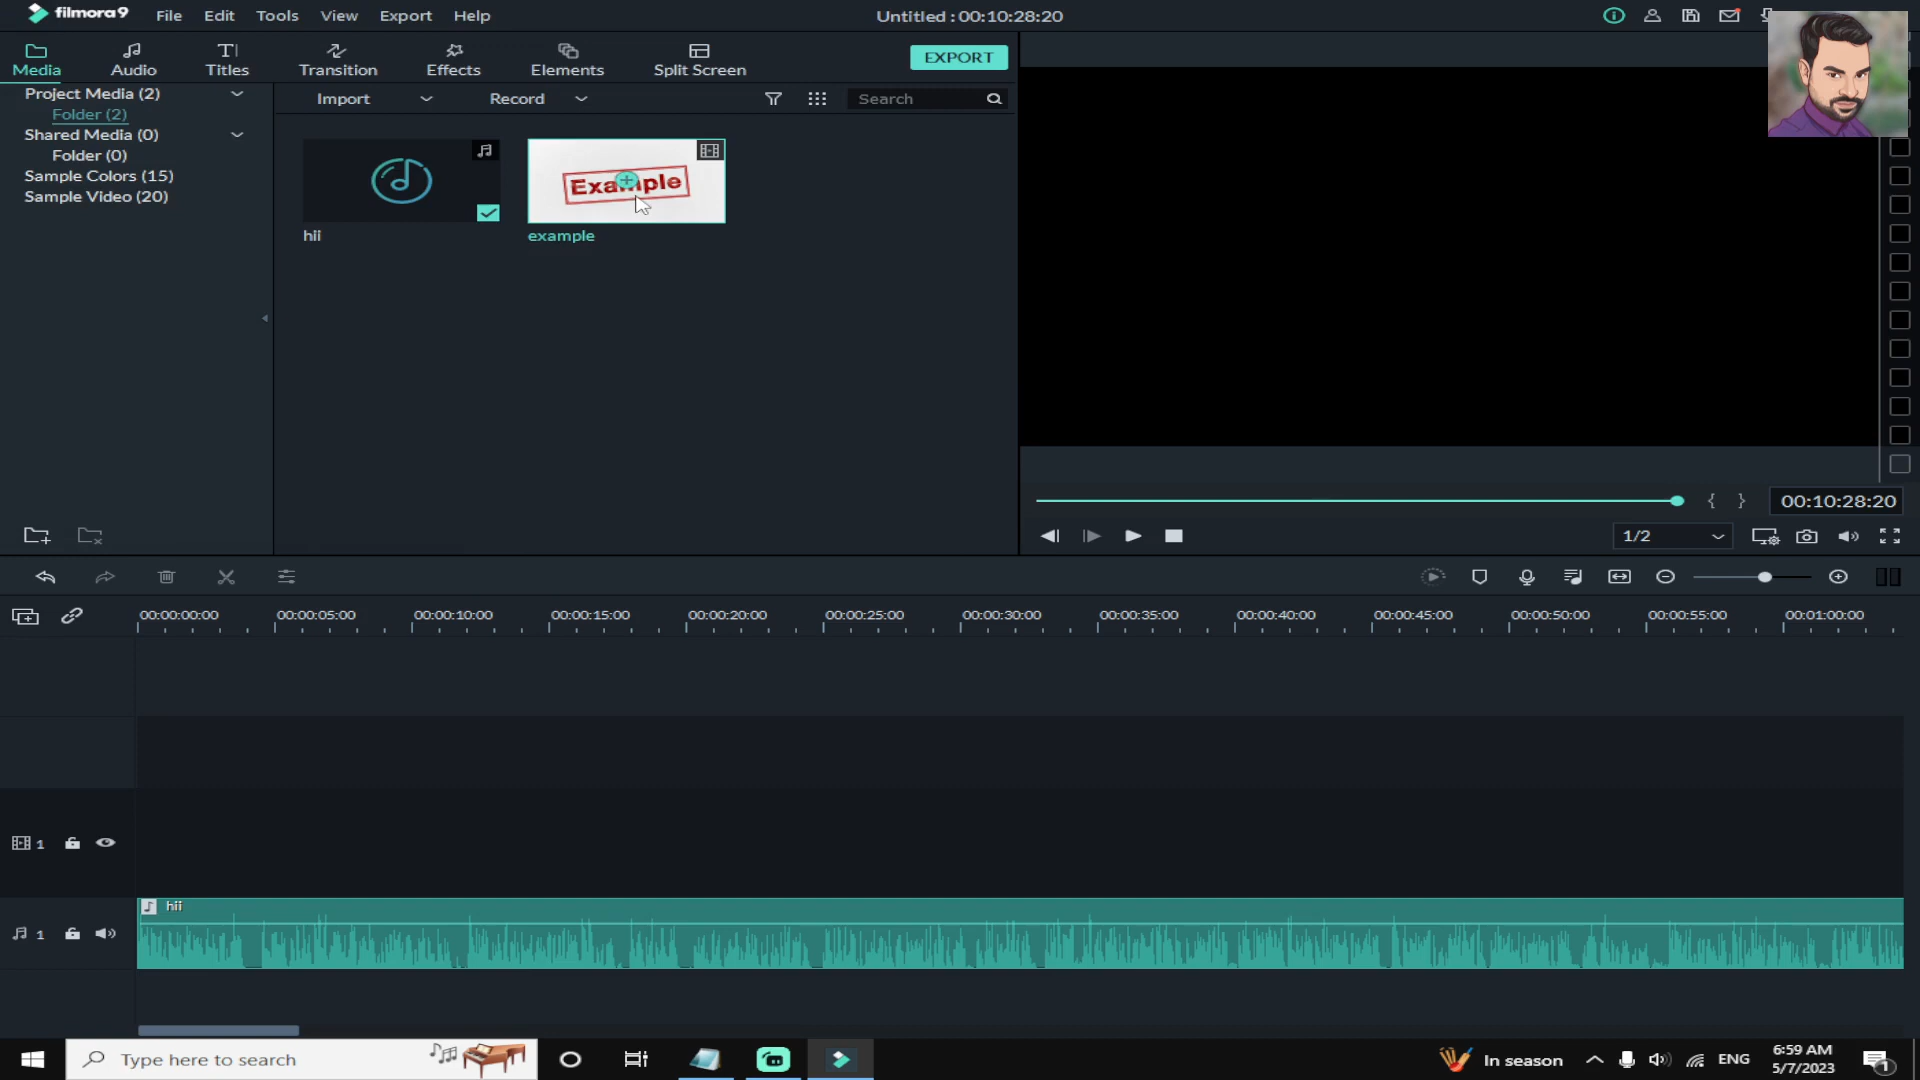 filmora9 File Edit Tools View Export Help Untitled : 00:10:28:20
Media Audio Titles Transition Effects Elements Split Screen EXPORT
Project Media (2) Import Record Search
Folder (2)
Shared Media (0)
Folder (0)
Sample Colors (15)
Sample Video (20)
Example
hii example
00:10:28:20
1/2
00:00:00:00 00:00:05:00 00:00:10:00 00:00:15:00 00:00:20:00 00:00:25:00 00:00:30:00 00:00:35:00 00:00:40:00 00:00:45:00 00:00:50:00 00:00:55:00 00:01:00:00
1
hii
1
Type here to search In season ENG 6:59 AM
5/7/2023
1